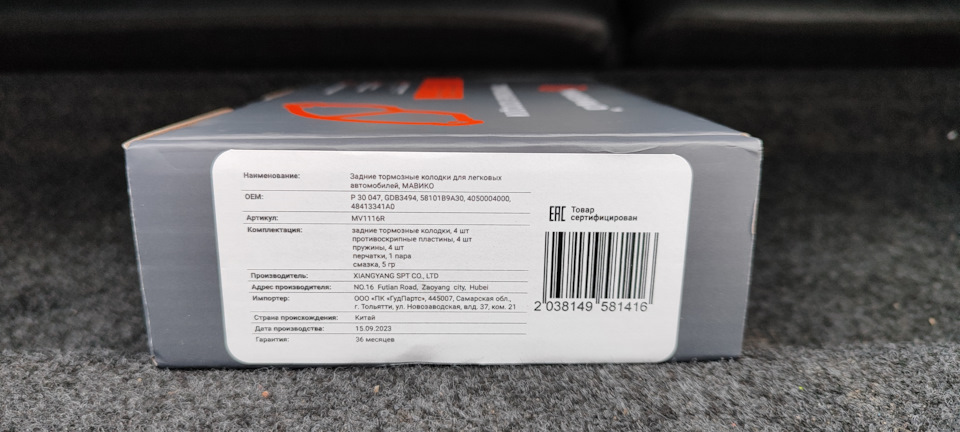 Наименование: Задние тормозные колодки для легковых
автомобилей, МАВИКО
OEM: P 30 047, GDB3494, 58101B9A30, 4050004000,
48413341A0
Артикул: MV1116R
Комплектация: задние тормозные колодки, 4 шт
противоскрипные пластины, 4 шт
пружины, 4 шт
перчатки, 1 пара
смазка, 5 гр
Производитель: XIANGYANG SPT CO., LTD
Адрес производителя: NO.16 Futian Road, Zaoyang city, Hubei
Импортер: ООО «ПК «ГудПартс», 445007, Самарская обл.,
г. Тольятти, ул. Новозаводская, влд. 37, ком. 21
Страна происхождения: Китай
Дата производства: 15.09.2023
Гарантия: 36 месяцев
EAC Товар
сертифицирован
2 038149 581416